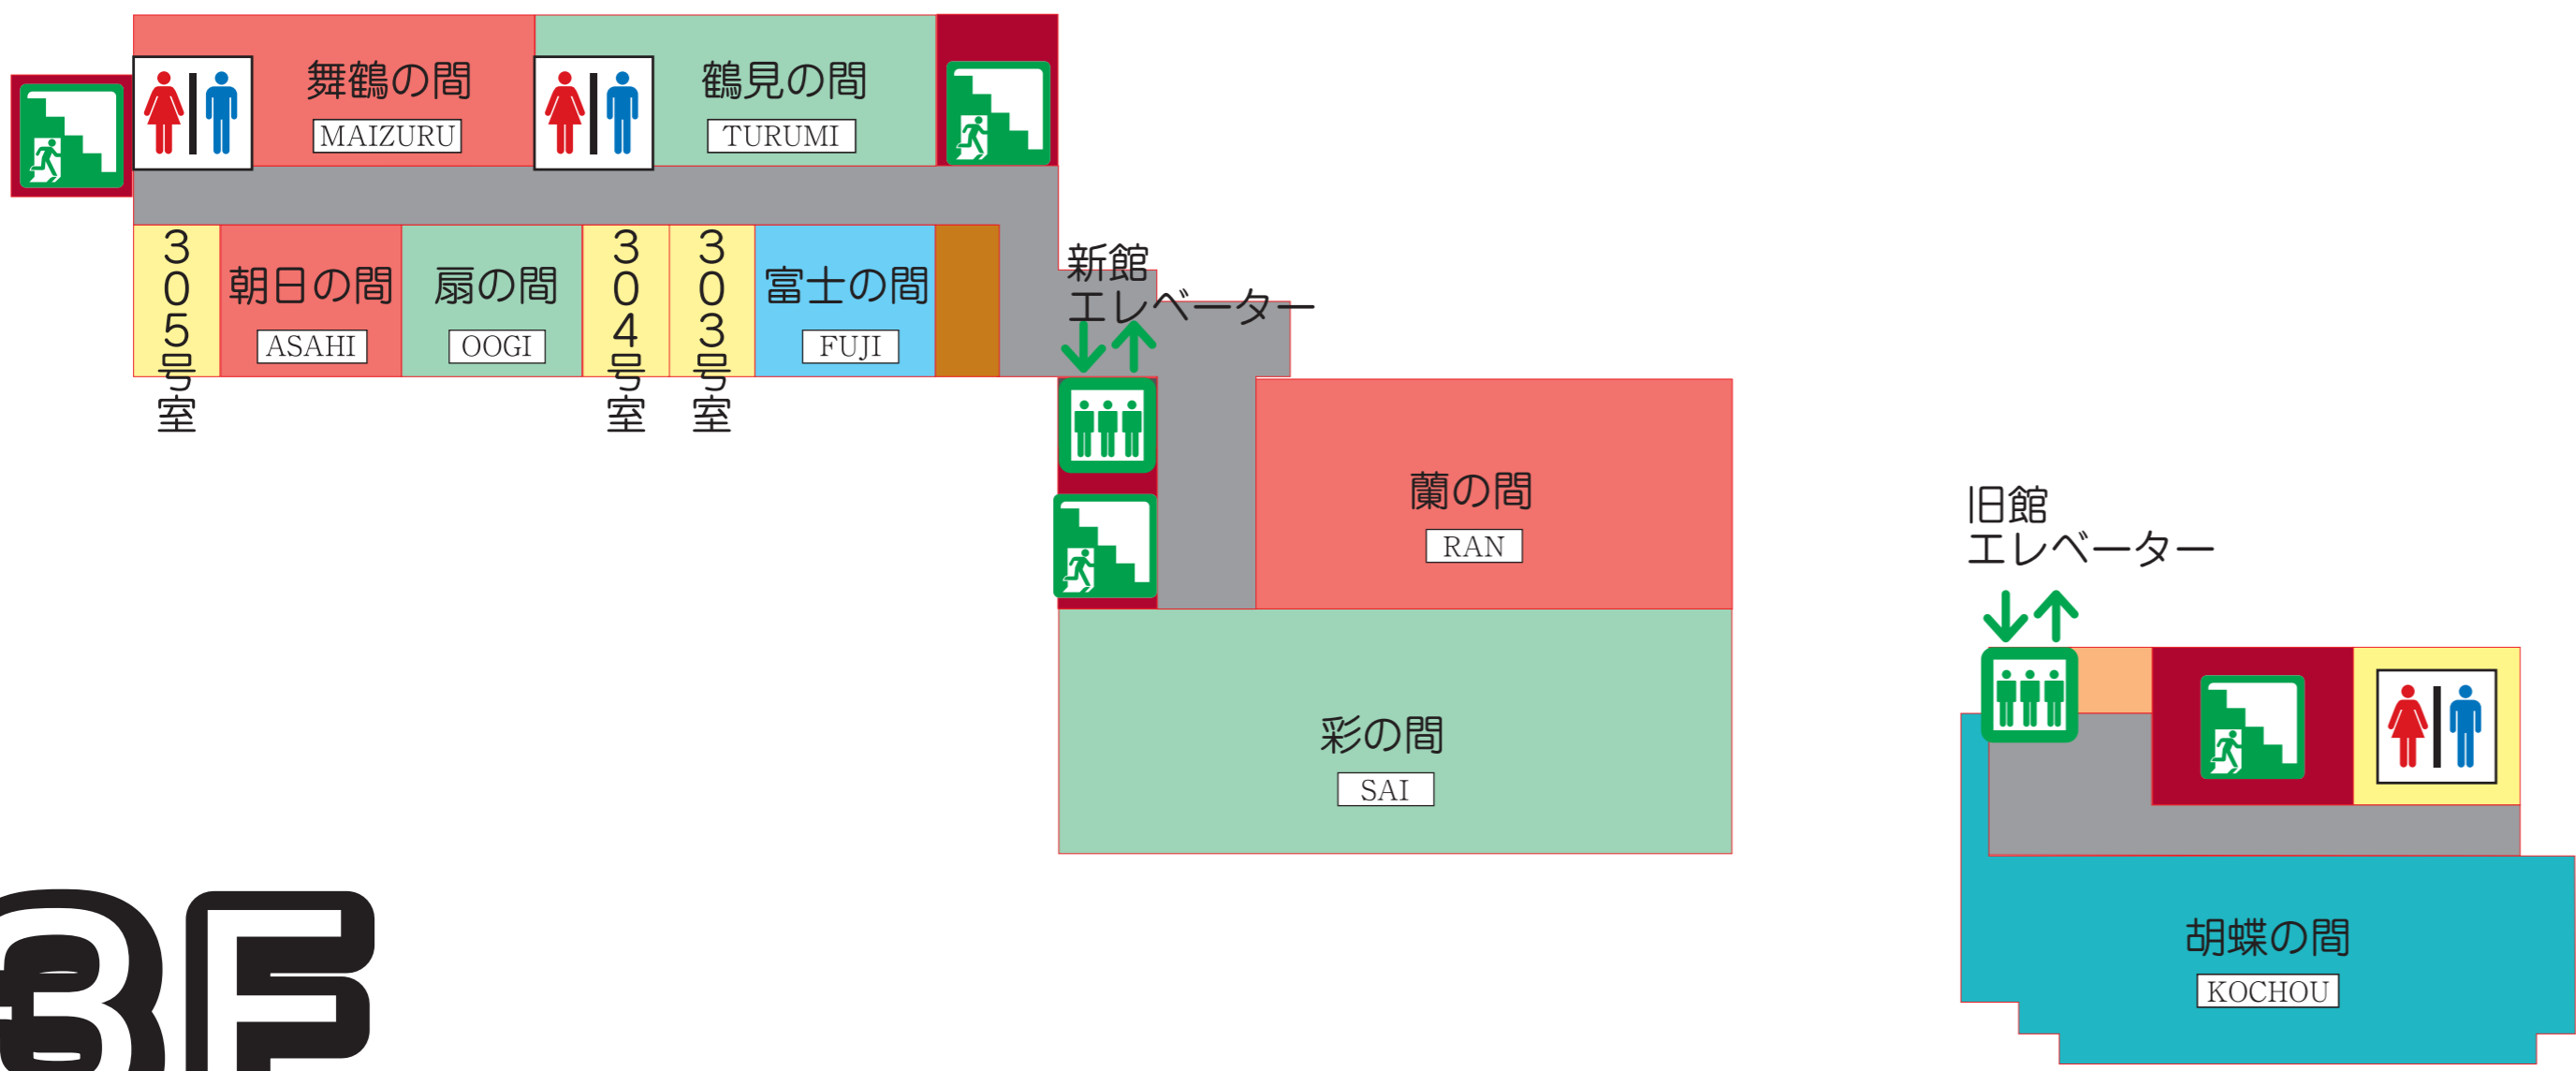 舞鶴の間
MAIZURU
鶴見の間
TURUMI
305号室
朝日の間
ASAHI
扇の間
OOGI
304号室
303号室
富士の間
FUJI
新館
エレベーター
蘭の間
RAN
彩の間
SAI
旧館
エレベーター
胡蝶の間
KOCHOU
3F